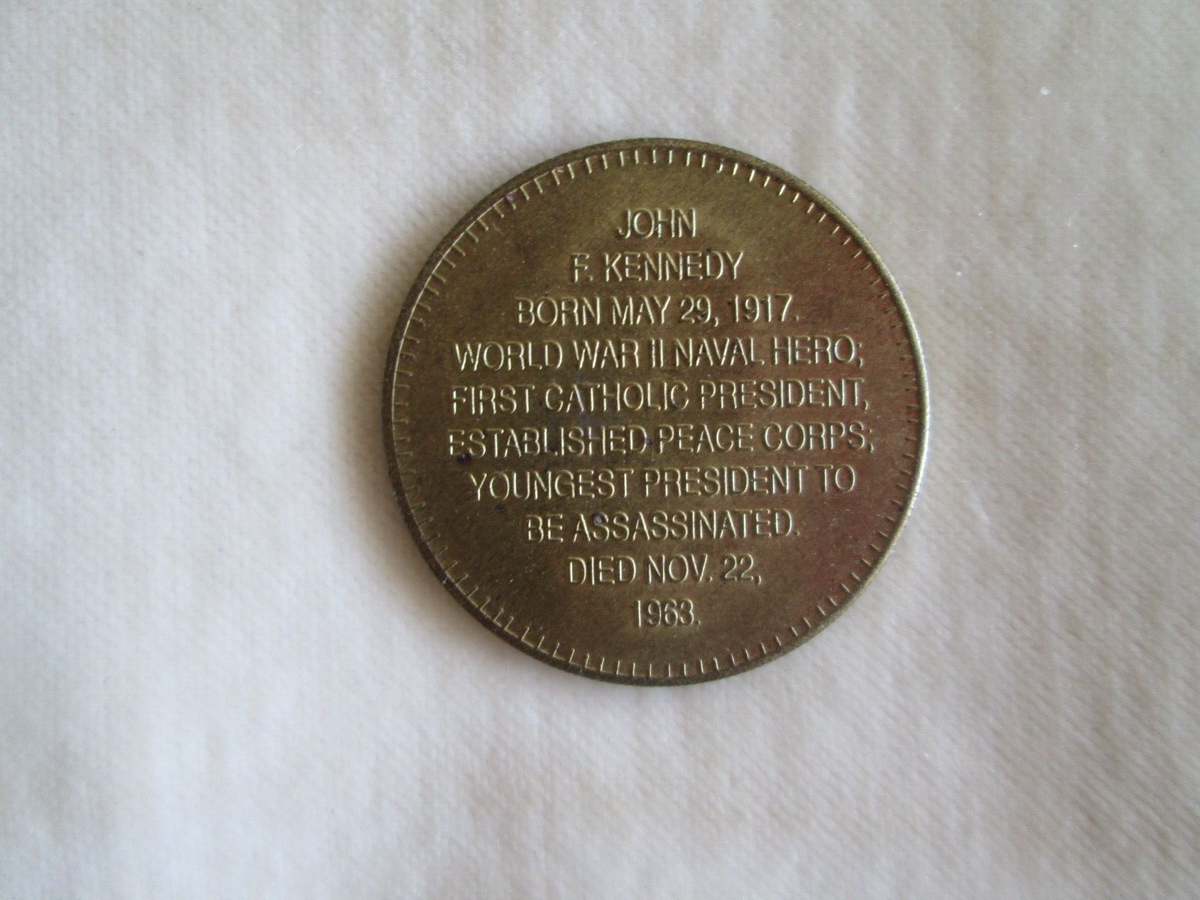 JOHN
F. KENNEDY
BORN MAY 29, 1917.
WORLD WAR II NAVAL HERO;
FIRST CATHOLIC PRESIDENT,
ESTABLISHED PEACE CORPS;
YOUNGEST PRESIDENT TO
BE ASSASSINATED.
DIED NOV. 22,
1963.